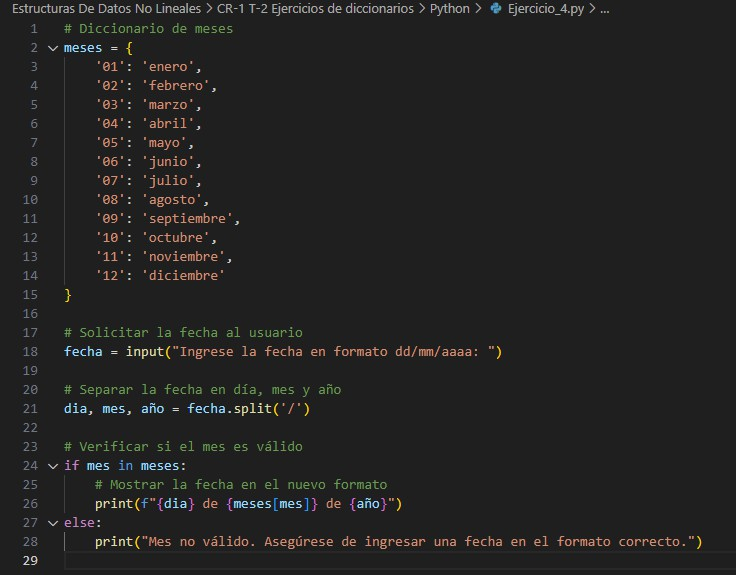 Estructuras De Datos No Lineales > CR-1 T-2 Ejercicios de diccionarios > Python > Ejercicio_4.py > ...
1 # Diccionario de meses
2 meses = {
3     '01': 'enero',
4     '02': 'febrero',
5     '03': 'marzo',
6     '04': 'abril',
7     '05': 'mayo',
8     '06': 'junio',
9     '07': 'julio',
10     '08': 'agosto',
11     '09': 'septiembre',
12     '10': 'octubre',
13     '11': 'noviembre',
14     '12': 'diciembre'
15 }
16
17 # Solicitar la fecha al usuario
18 fecha = input("Ingrese la fecha en formato dd/mm/aaaa: ")
19
20 # Separar la fecha en día, mes y año
21 dia, mes, año = fecha.split('/')
22
23 # Verificar si el mes es válido
24 if mes in meses:
25     # Mostrar la fecha en el nuevo formato
26     print(f"{dia} de {meses[mes]} de {año}")
27 else:
28     print("Mes no válido. Asegúrese de ingresar una fecha en el formato correcto.")
29